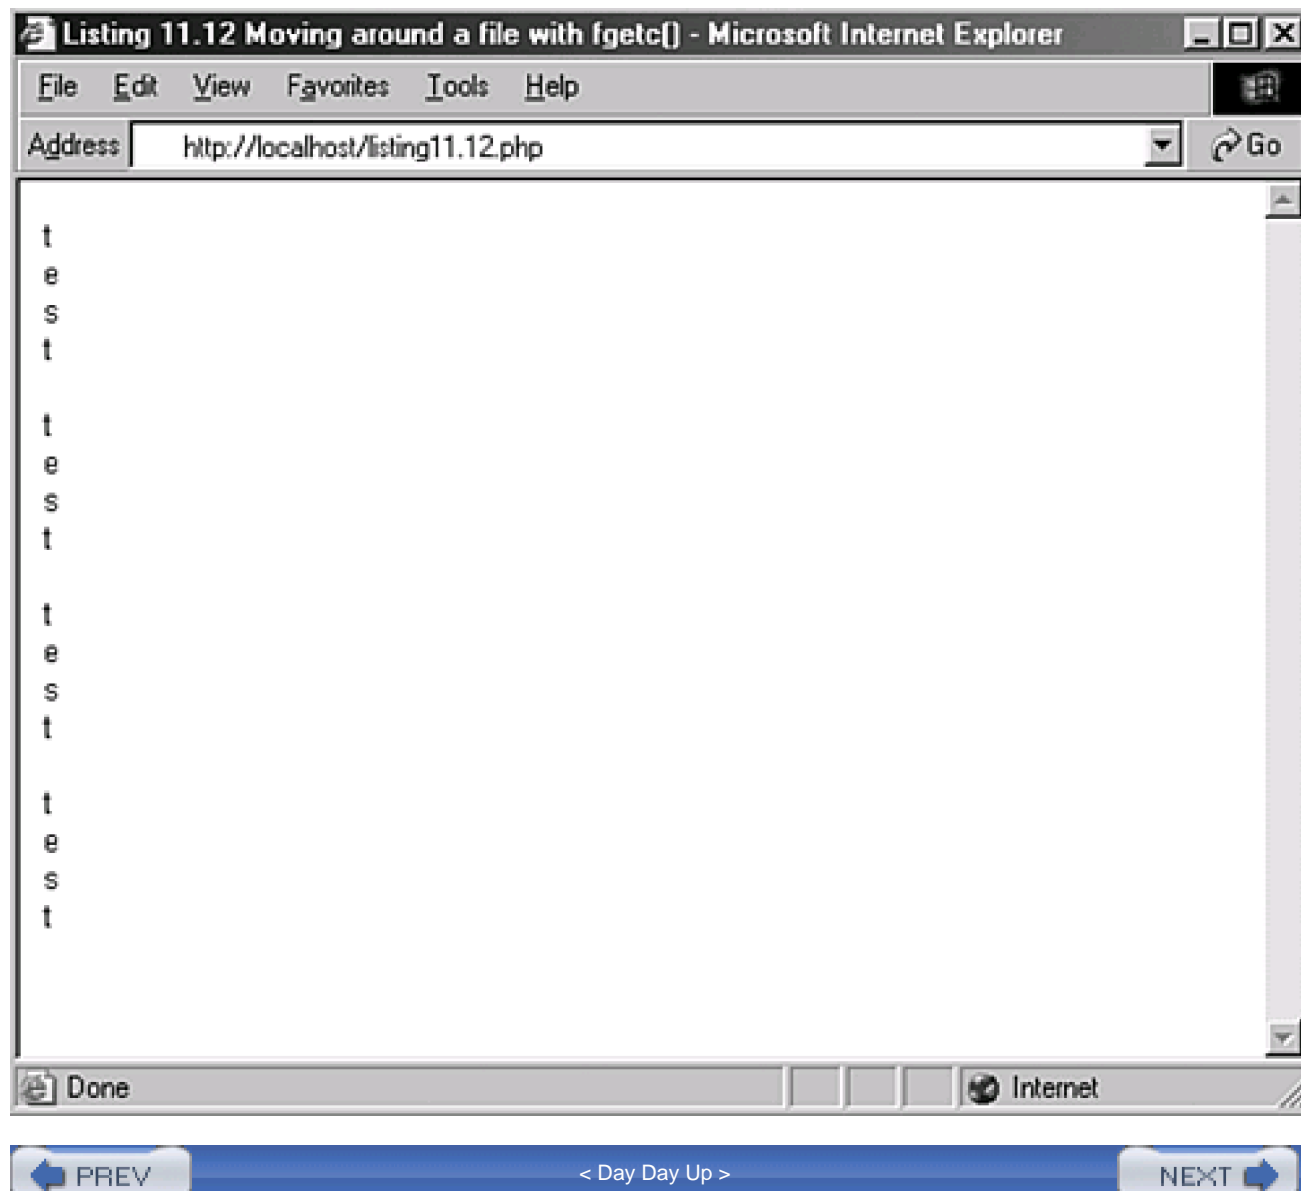 Listing 11.12 Moving around a file with fgetc() - Microsoft Internet Explorer
File Edit View Favorites Tools Help
Address http://localhost/listing11.12.php Go
t
e
s
t
t
e
s
t
t
e
s
t
t
e
s
t
Done Internet
PREV < Day Day Up > NEXT